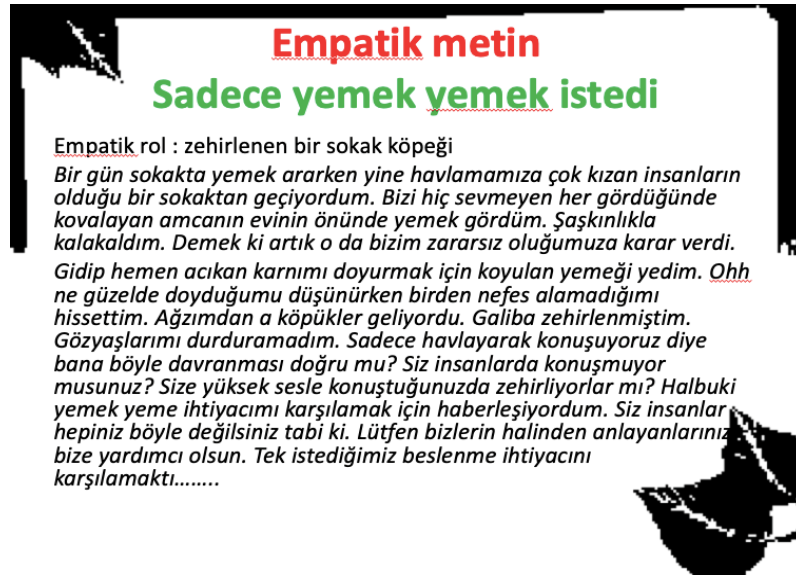 Empatik metin
Sadece yemek yemek istedi
Empatik rol : zehirlenen bir sokak köpeği
Bir gün sokakta yemek ararken yine havlamamıza çok kızan insanların
olduğu bir sokaktan geçiyordum. Bizi hiç sevmeyen her gördüğünde
kovalayan amcanın evinin önünde yemek gördüm. Şaşkınlıkla
kalakaldım. Demek ki artık o da bizim zararsız oluğumuza karar verdi.
Gidip hemen acıkan karnımı doyurmak için koyulan yemeği yedim. Ohh
ne güzelde doyduğumu düşünürken birden nefes alamadığımı
hissettim. Ağzımdan a köpükler geliyordu. Galiba zehirlenmiştim.
Gözyaşlarımı durduramadım. Sadece havlayarak konuşuyoruz diye
bana böyle davranması doğru mu? Siz insanlarda konuşmuyor
musunuz? Size yüksek sesle konuştuğunuzda zehirliyorlar mı? Halbuki
yemek yeme ihtiyacımı karşılamak için haberleşiyordum. Siz insanlar
hepiniz böyle değilsiniz tabi ki. Lütfen bizlerin halinden anlayanlarınız
bize yardımcı olsun. Tek istediğimiz beslenme ihtiyacını
karşılamaktı……..